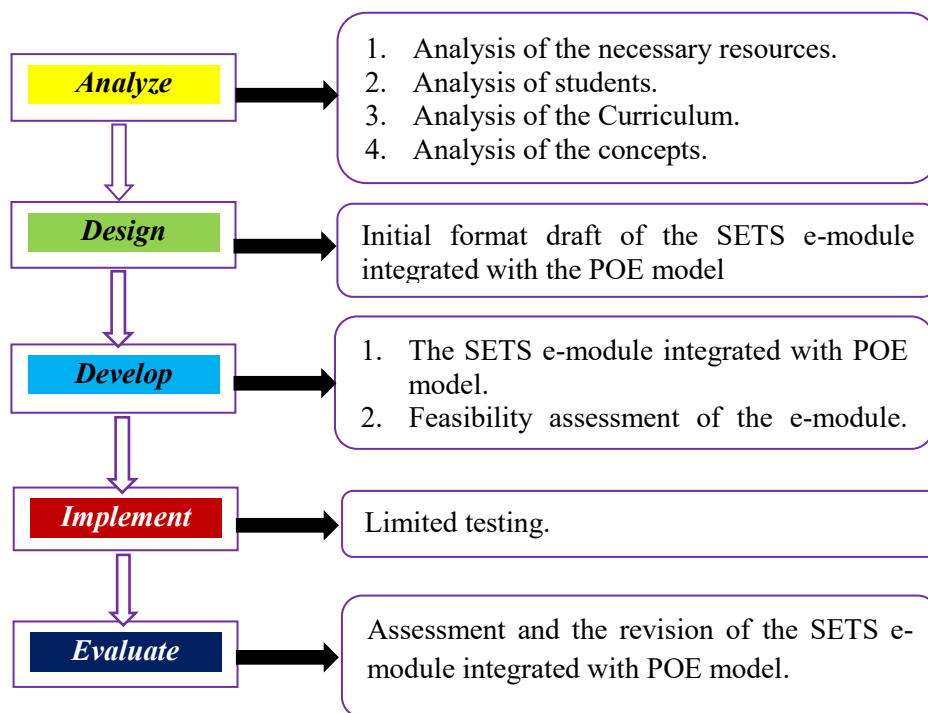 Analyze
1. Analysis of the necessary resources.
2. Analysis of students.
3. Analysis of the Curriculum.
4. Analysis of the concepts.
Design
Initial format draft of the SETS e-module
integrated with the POE model
Develop
1. The SETS e-module integrated with POE
model.
2. Feasibility assessment of the e-module.
Implement
Limited testing.
Evaluate
Assessment and the revision of the SETS e-
module integrated with POE model.